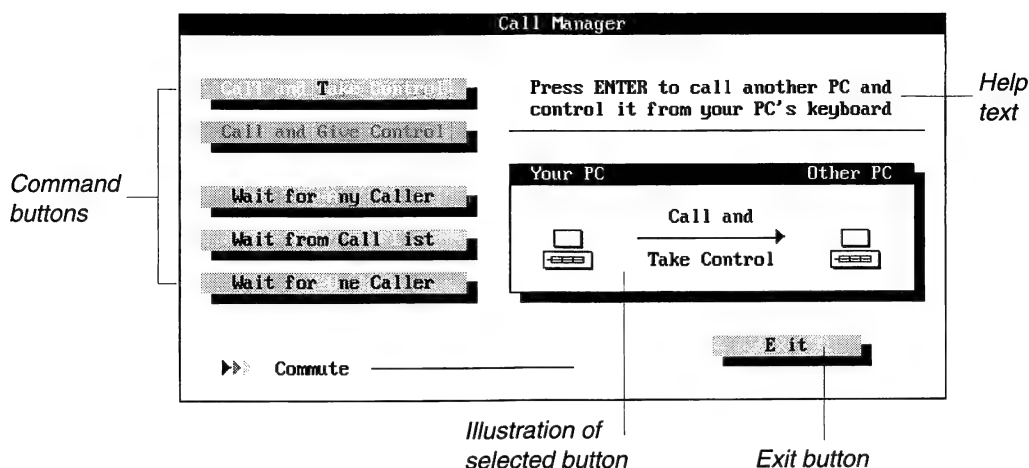 Call Manager
Call and Take Control
Call and Give Control
Wait for ny Caller
Wait from Call ist
Wait for ne Caller
Commute
Press ENTER to call another PC and
control it from your PC's keyboard
Your PC Other PC
Call and
Take Control
E it
Command
buttons
Help
text
Illustration of
selected button
Exit button